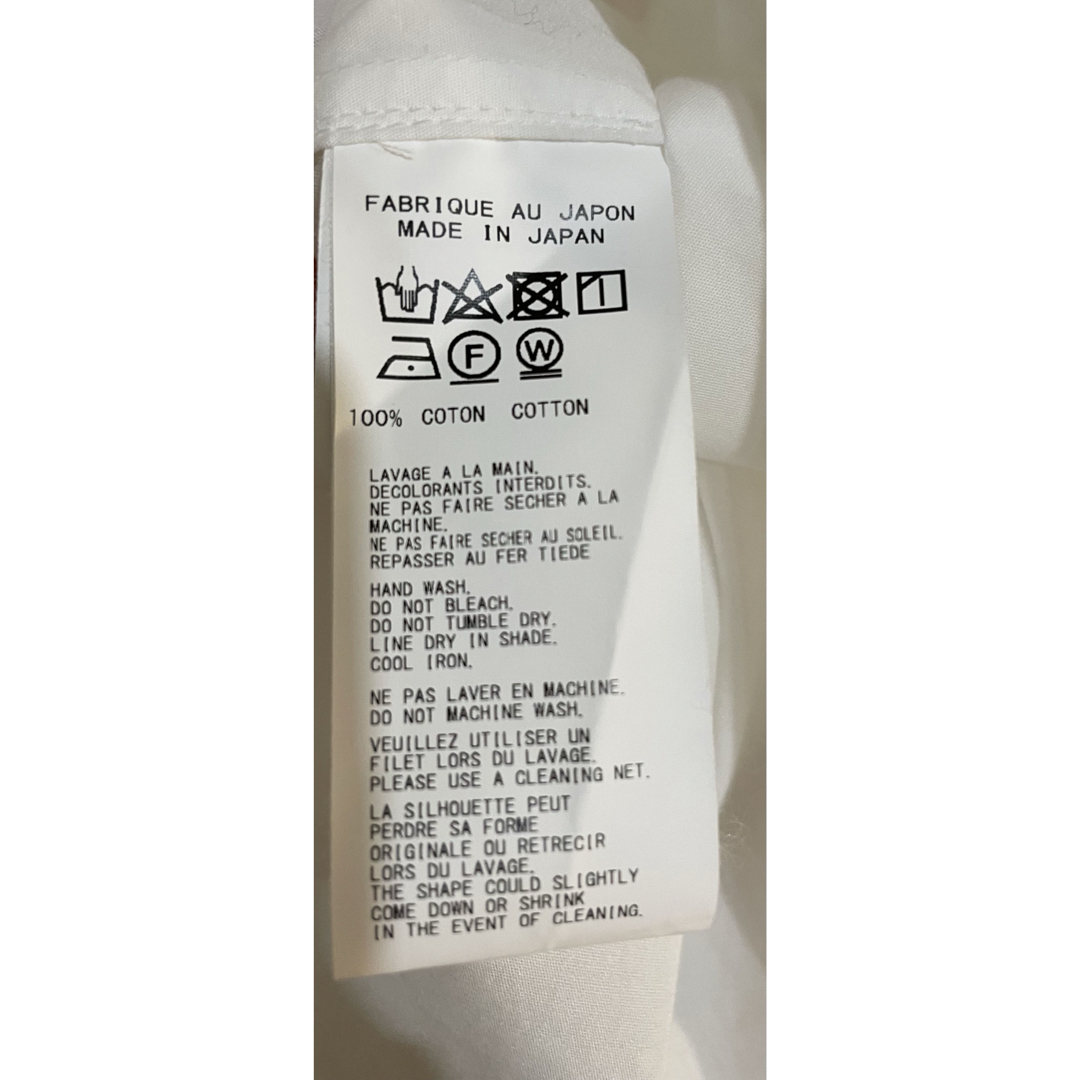 FABRIQUE AU JAPON
MADE IN JAPAN
F W
100% COTON COTTON
LAVAGE A LA MAIN.
DECOLORANTS INTERDITS.
NE PAS FAIRE SECHER A LA
MACHINE.
NE PAS FAIRE SECHER AU SOLEIL.
REPASSER AU FER TIEDE
HAND WASH.
DO NOT BLEACH.
DO NOT TUMBLE DRY.
LINE DRY IN SHADE.
COOL IRON.
NE PAS LAVER EN MACHINE.
DO NOT MACHINE WASH.
VEUILLEZ UTILISER UN
FILET LORS DU LAVAGE.
PLEASE USE A CLEANING NET.
LA SILHOUETTE PEUT
PERDRE SA FORME
ORIGINALE OU RETRECIR
LORS DU LAVAGE.
THE SHAPE COULD SLIGHTLY
COME DOWN OR SHRINK
IN THE EVENT OF CLEANING.